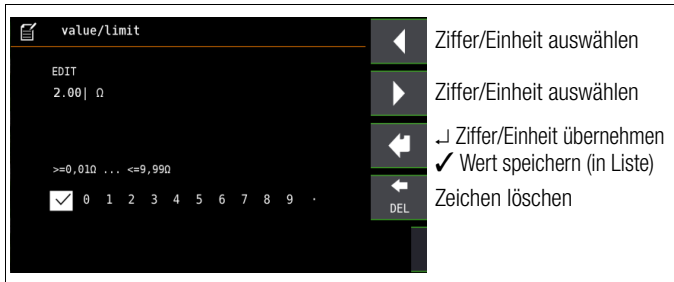 value/limit
EDIT
2.00| Ω
>=0,01Ω ... <=9,99Ω
✓ 0 1 2 3 4 5 6 7 8 9 ·
DEL
Ziffer/Einheit auswählen
Ziffer/Einheit auswählen
↵ Ziffer/Einheit übernehmen
✓ Wert speichern (in Liste)
Zeichen löschen